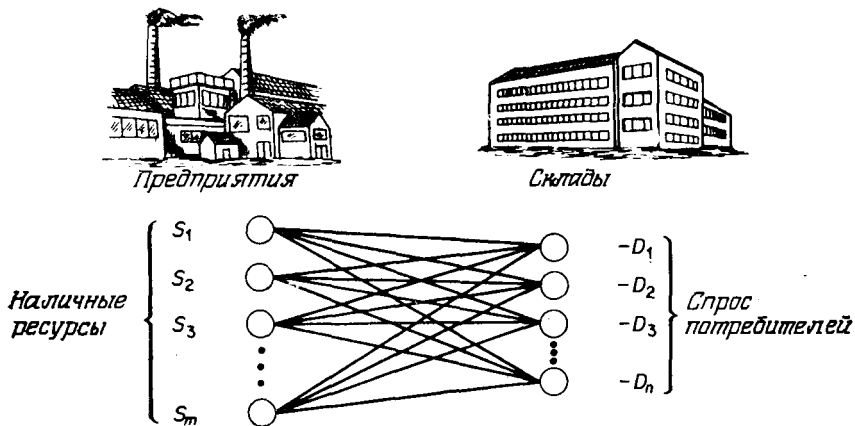 Предприятия
Склады
S₁
S₂
S₃
Sₘ
Наличные
ресурсы
-D₁
-D₂
-D₃
-Dₙ
Спрос
потребителей